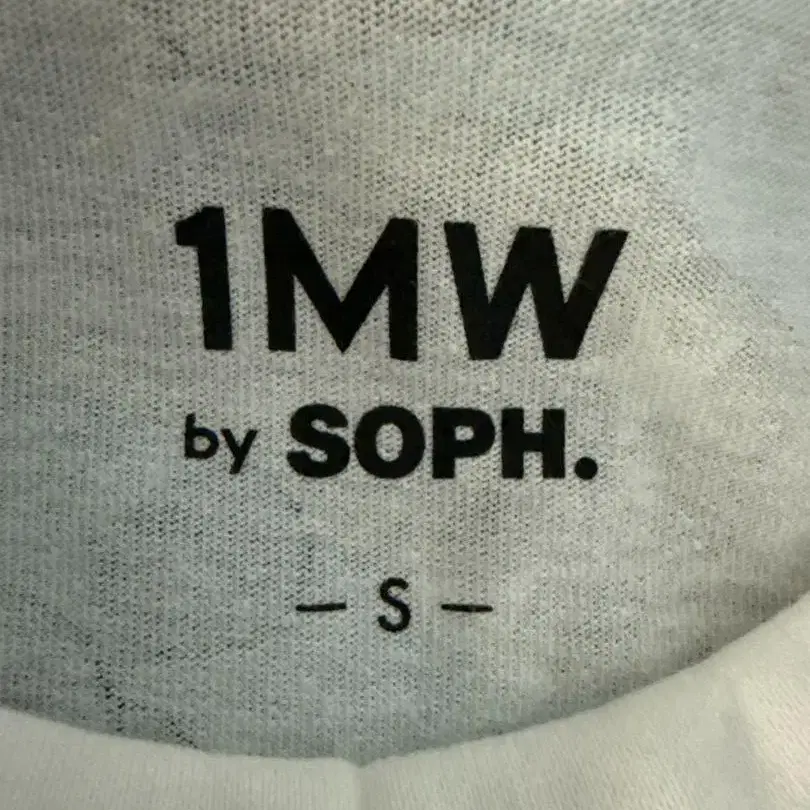 1MW
by SOPH.
— S —